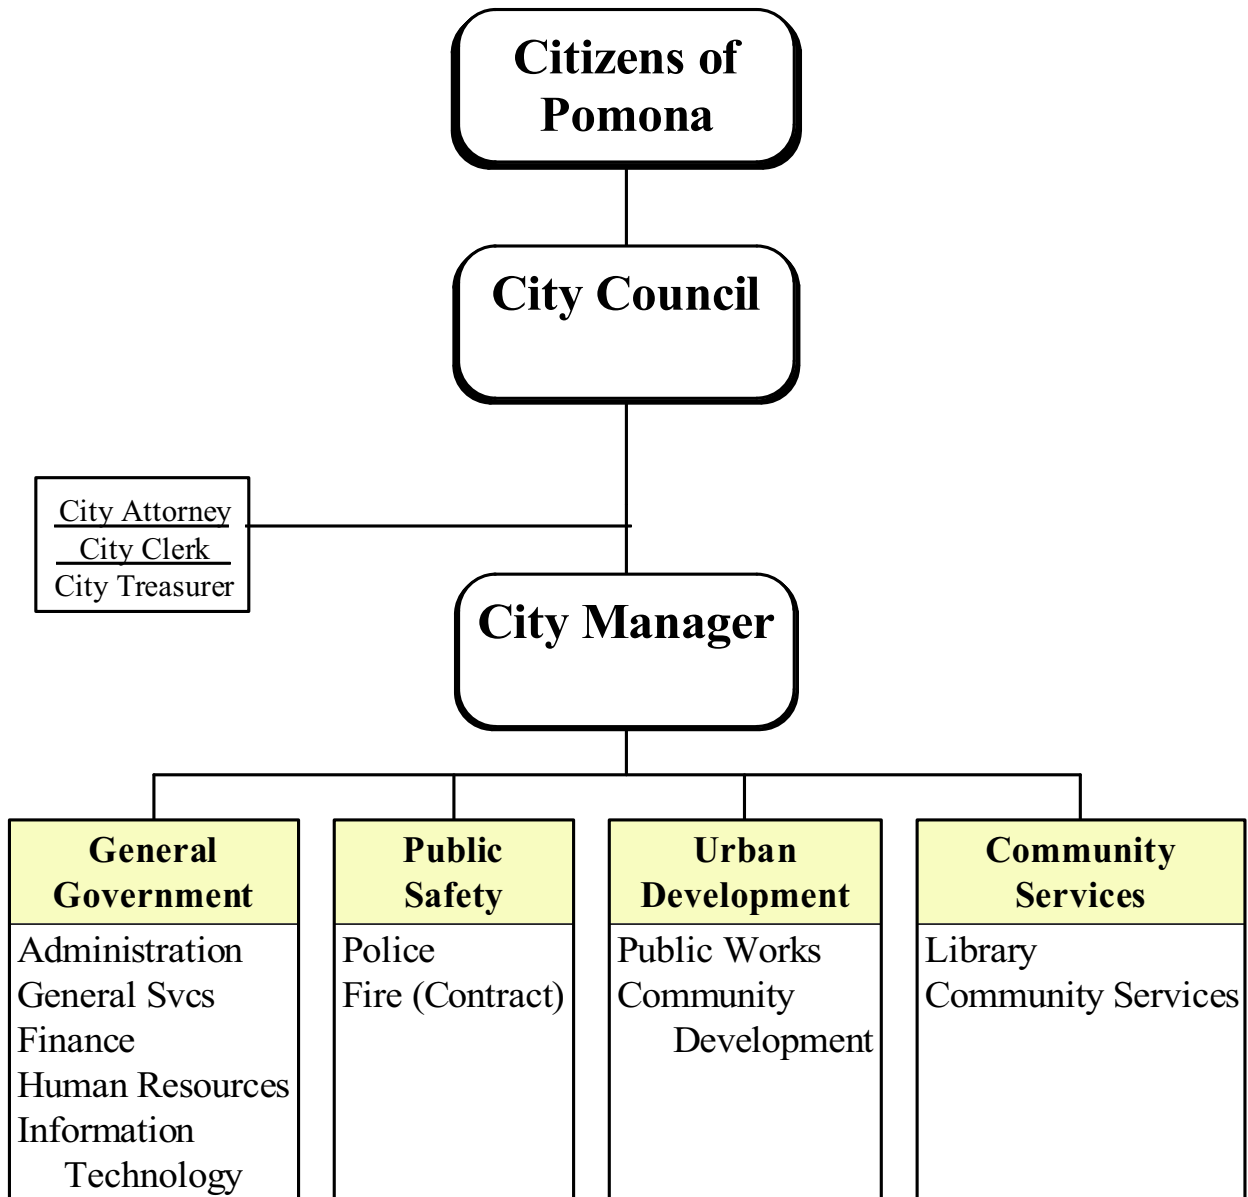 Citizens of
Pomona
City Council
City Attorney
City Clerk
City Treasurer
City Manager
General
Government
Administration
General Svcs
Finance
Human Resources
Information
Technology
Public
Safety
Police
Fire (Contract)
Urban
Development
Public Works
Community
Development
Community
Services
Library
Community Services